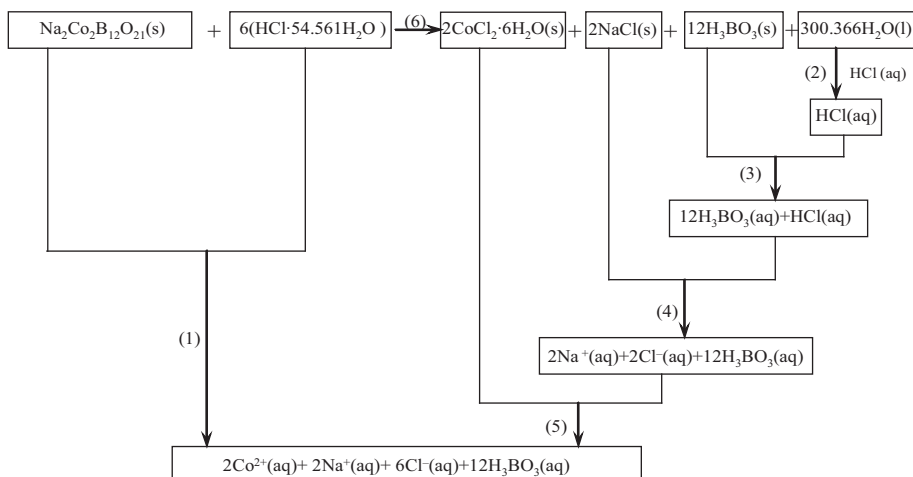 Na₂Co₂B₁₂O₂₁(s) + 6(HCl·54.561H₂O ) (6) 2CoCl₂·6H₂O(s) + 2NaCl(s) + 12H₃BO₃(s) + 300.366H₂O(l)
(2) HCl (aq)
HCl(aq)
(3)
12H₃BO₃(aq)+HCl(aq)
(4)
(1)
2Na⁺(aq)+2Cl⁻(aq)+12H₃BO₃(aq)
(5)
2Co²⁺(aq)+ 2Na⁺(aq)+ 6Cl⁻(aq)+12H₃BO₃(aq)